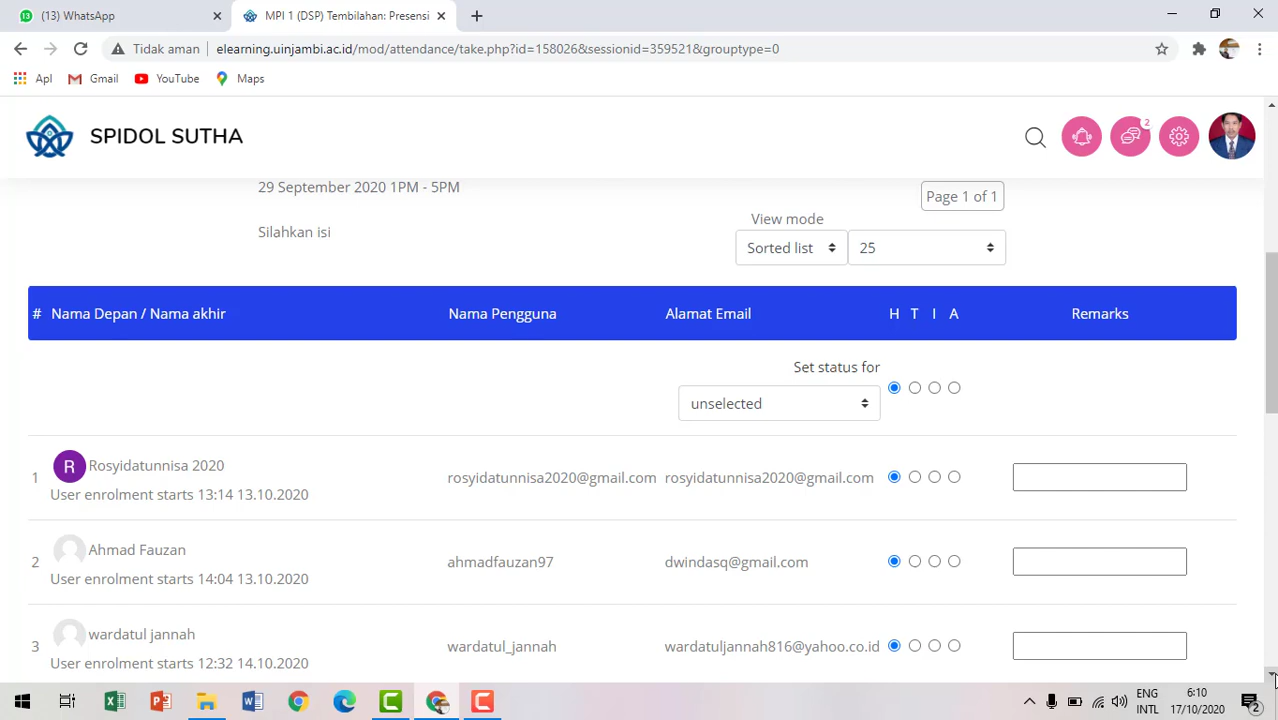 (13) WhatsApp
MPI 1 (DSP) Tembilahan: Presensi
Tidak aman
elearning.uinjambi.ac.id/mod/attendance/take.php?id=158026&sessionid=359521&grouptype=0
Apl Gmail YouTube Maps
SPIDOL SUTHA
2
29 September 2020 1PM - 5PM
Page 1 of 1
View mode
Silahkan isi
Sorted list 25
# Nama Depan / Nama akhir Nama Pengguna Alamat Email H T I A Remarks
Set status for
unselected
R Rosyidatunnisa 2020
1 rosyidatunnisa2020@gmail.com rosyidatunnisa2020@gmail.com
User enrolment starts 13:14 13.10.2020
Ahmad Fauzan
2 ahmadfauzan97 dwindasq@gmail.com
User enrolment starts 14:04 13.10.2020
wardatul jannah
3 wardatul_jannah wardatuljannah816@yahoo.co.id
User enrolment starts 12:32 14.10.2020
ENG 6:10
INTL 17/10/2020
2